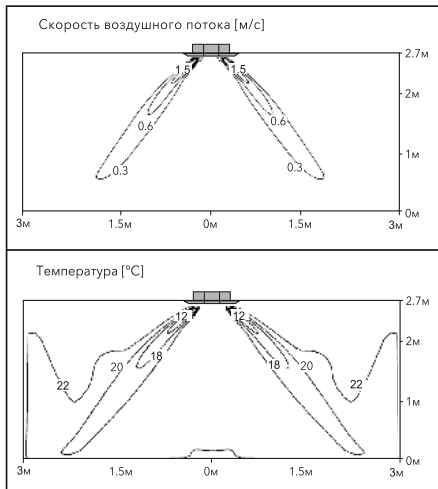 Скорость воздушного потока [м/с]
2.7м
1.5 1.5
2м
0.6 0.6
1м
0.3 0.3
0м
3м 1.5м 0м 1.5м 3м
Температура [°C]
2.7м
12 12
2м
18 18
20 20
22 22
1м
0м
3м 1.5м 0м 1.5м 3м